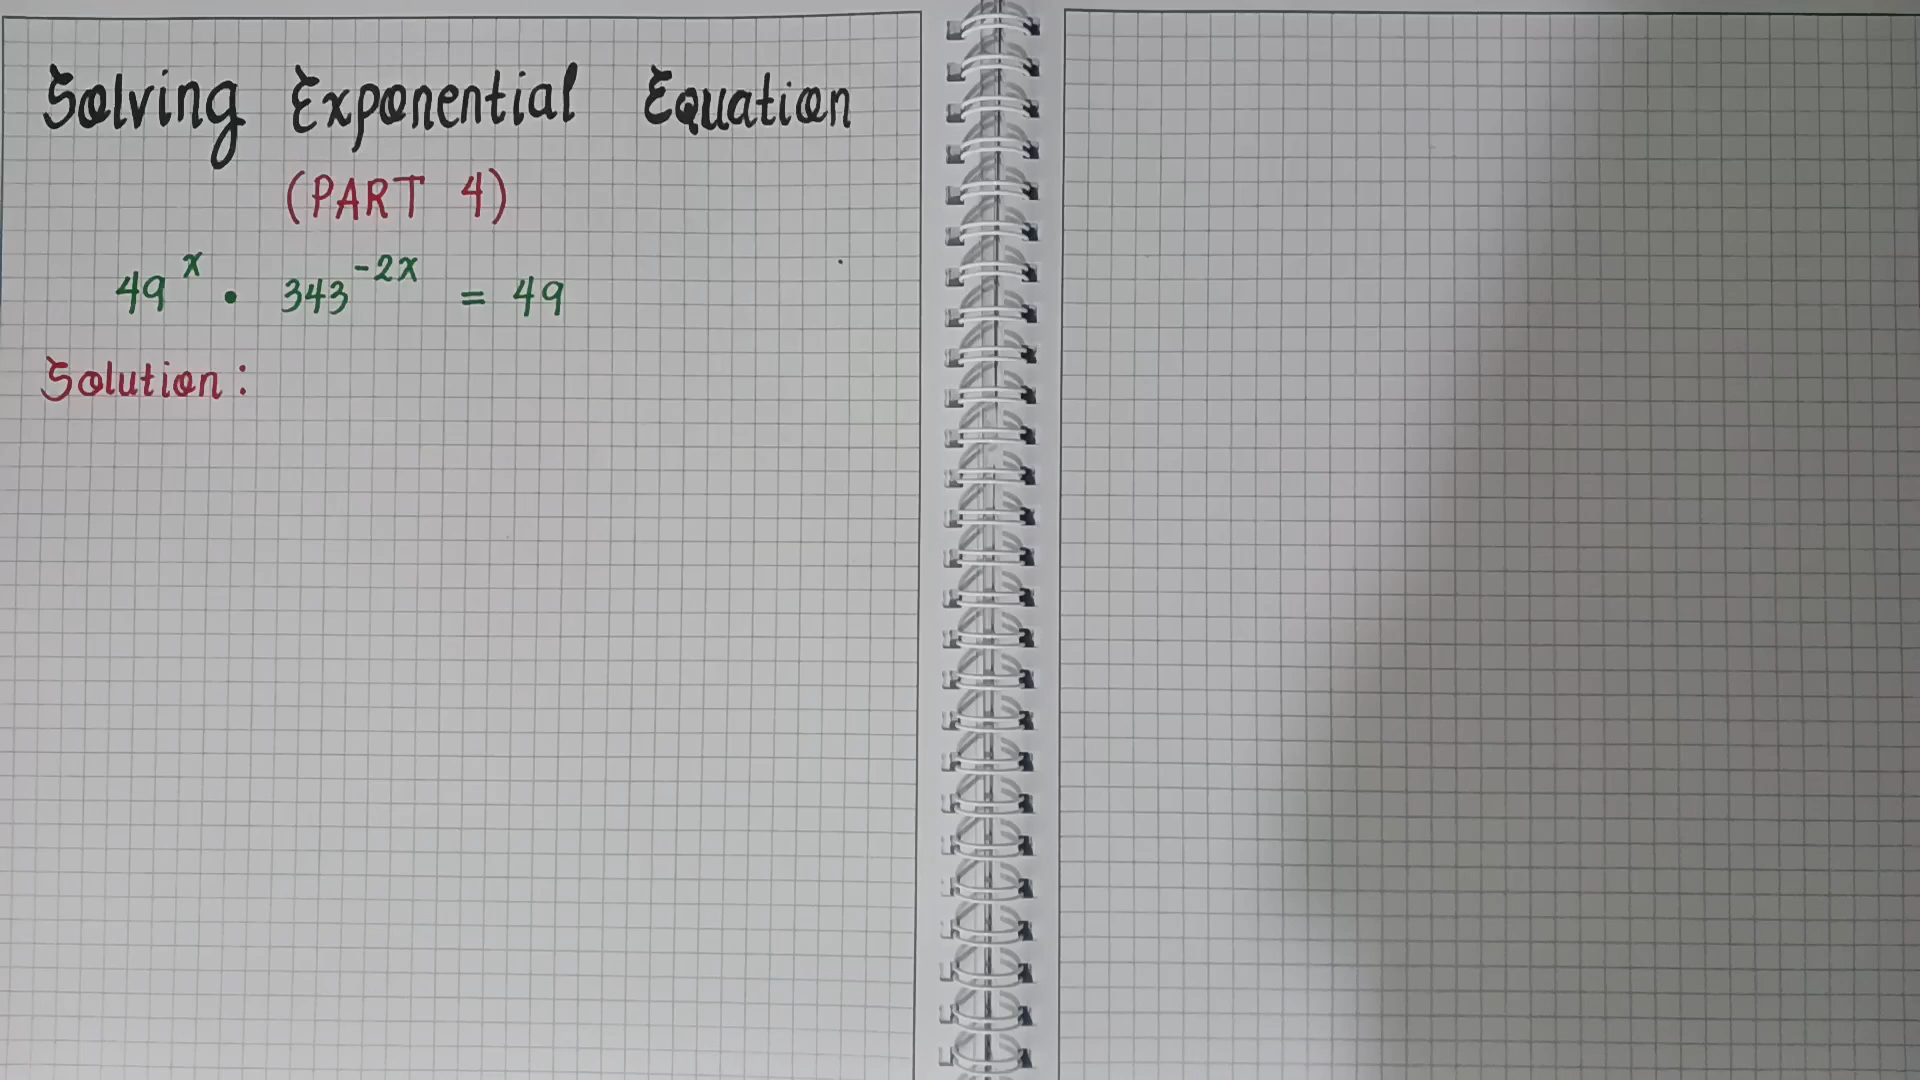 Solving Exponential Equation
(PART 4)
49^x · 343^-2x = 49
Solution: